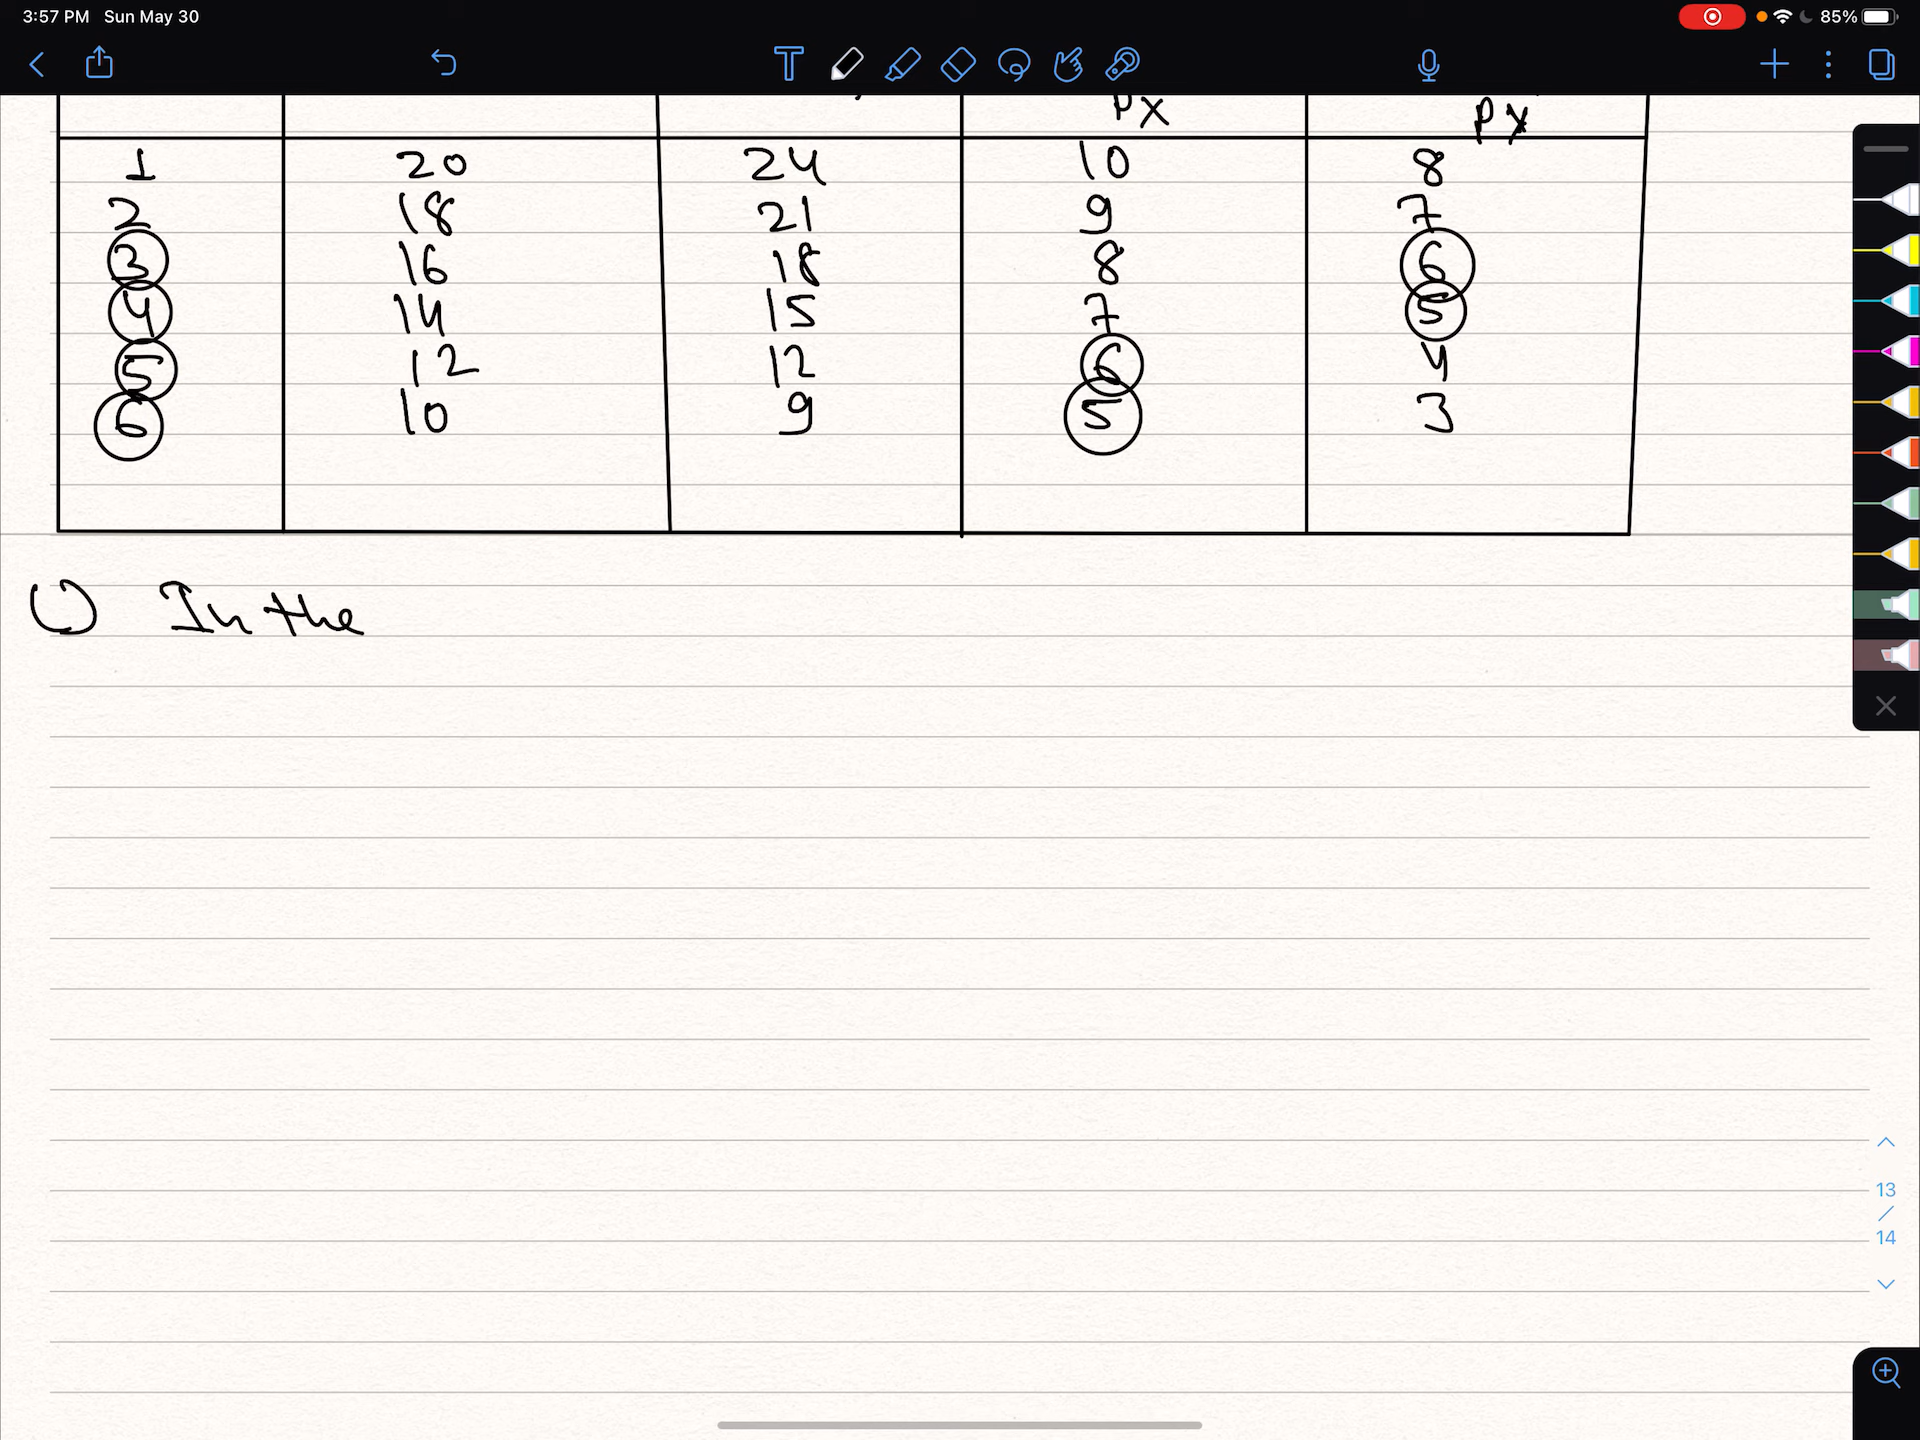 3:57 PM Sun May 30 85%
T
PX PX
1 20 24 10 8
2 18 21 9 7
3 16 18 8 6
4 14 15 7 5
5 12 12 6 4
6 10 9 5 3
In the
13
/
14